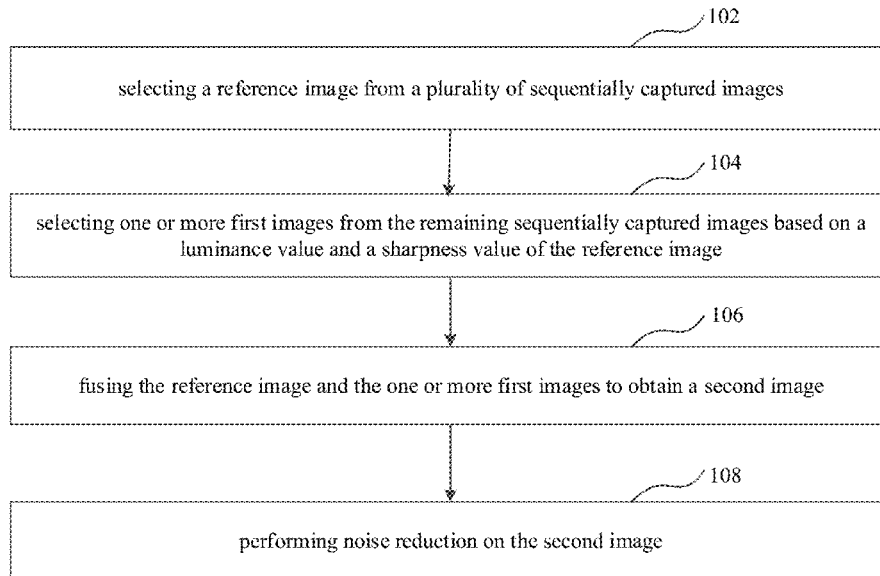 102
selecting a reference image from a plurality of sequentially captured images
104
selecting one or more first images from the remaining sequentially captured images based on a
luminance value and a sharpness value of the reference image
106
fusing the reference image and the one or more first images to obtain a second image
108
performing noise reduction on the second image